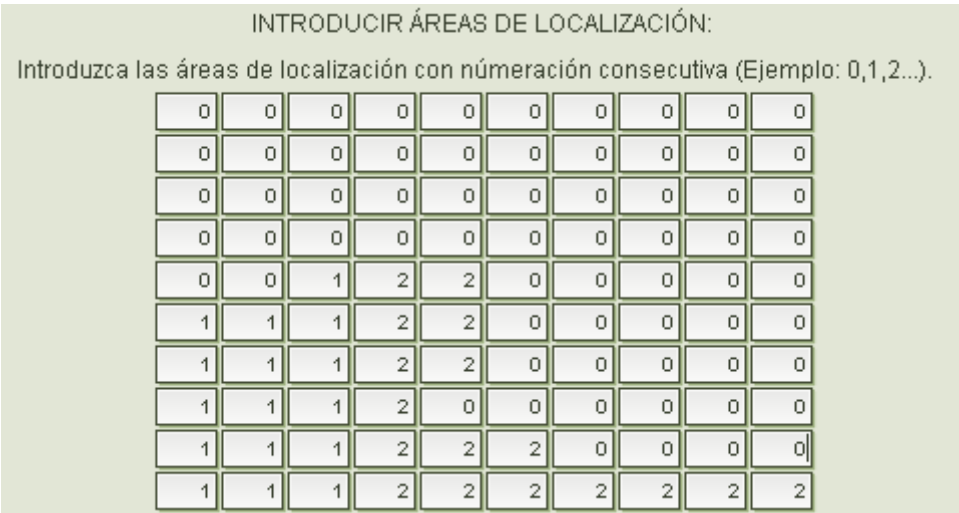 INTRODUCIR ÁREAS DE LOCALIZACIÓN:
Introduzca las áreas de localización con númeración consecutiva (Ejemplo: 0,1,2...).
0 0 0 0 0 0 0 0 0 0
0 0 0 0 0 0 0 0 0 0
0 0 0 0 0 0 0 0 0 0
0 0 0 0 0 0 0 0 0 0
0 0 1 2 2 0 0 0 0 0
1 1 1 2 2 0 0 0 0 0
1 1 1 2 2 0 0 0 0 0
1 1 1 2 0 0 0 0 0 0
1 1 1 2 2 2 0 0 0 0
1 1 1 2 2 2 2 2 2 2